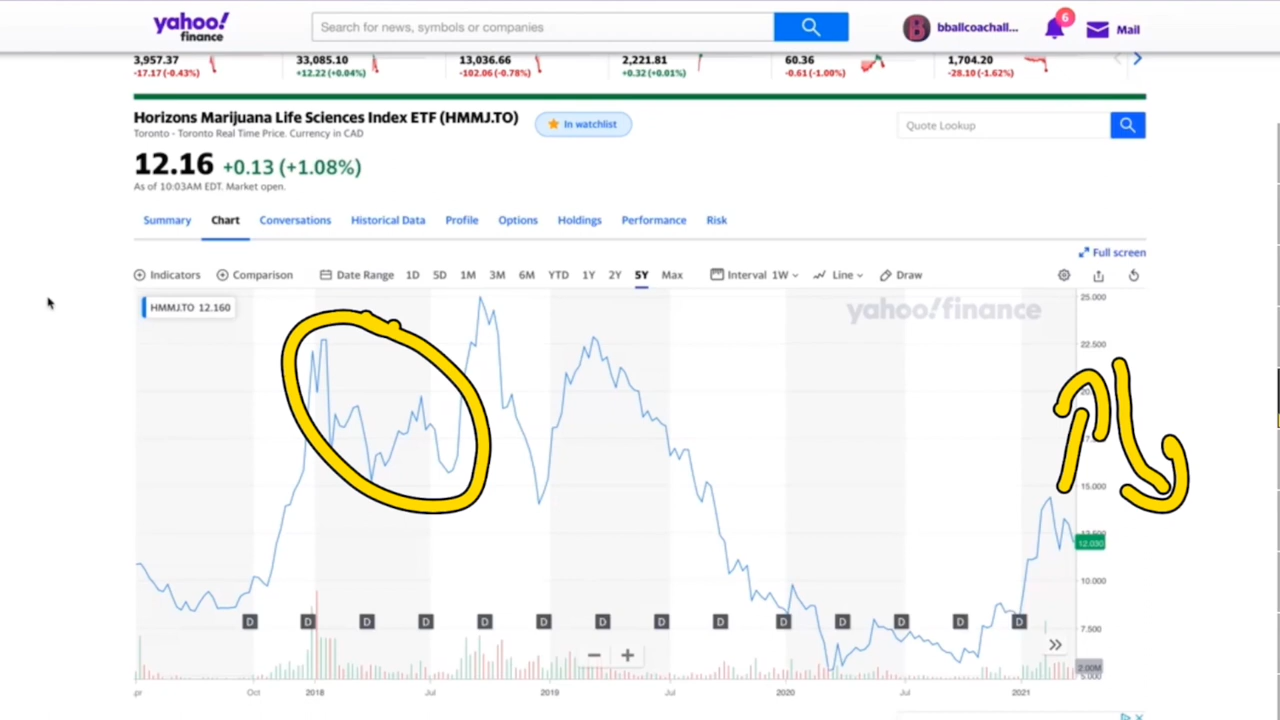 yahoo!
finance
Search for news, symbols or companies
B
bballcoachall...
6
Mail
3,957.37
-17.17 (-0.43%)
33,085.10
+12.22 (+0.04%)
13,036.66
-102.06 (-0.78%)
2,221.81
+0.32 (+0.01%)
60.36
-0.61 (-1.00%)
1,704.20
-28.10 (-1.62%)
Horizons Marijuana Life Sciences Index ETF (HMMJ.TO)
In watchlist
Quote Lookup
Toronto - Toronto Real Time Price. Currency in CAD
12.16 +0.13 (+1.08%)
As of 10:03AM EDT. Market open.
Summary Chart Conversations Historical Data Profile Options Holdings Performance Risk
Full screen
Indicators Comparison Date Range 1D 5D 1M 3M 6M YTD 1Y 2Y 5Y Max Interval 1W Line Draw
HMMJ.TO 12.160
yahoo!finance
25.000
22.500
15.000
12.030
10.000
7.500
D D D D D D D D D D D D D D
2.00M
5.000
Oct 2018 Jul 2019 Jul 2020 Jul 2021